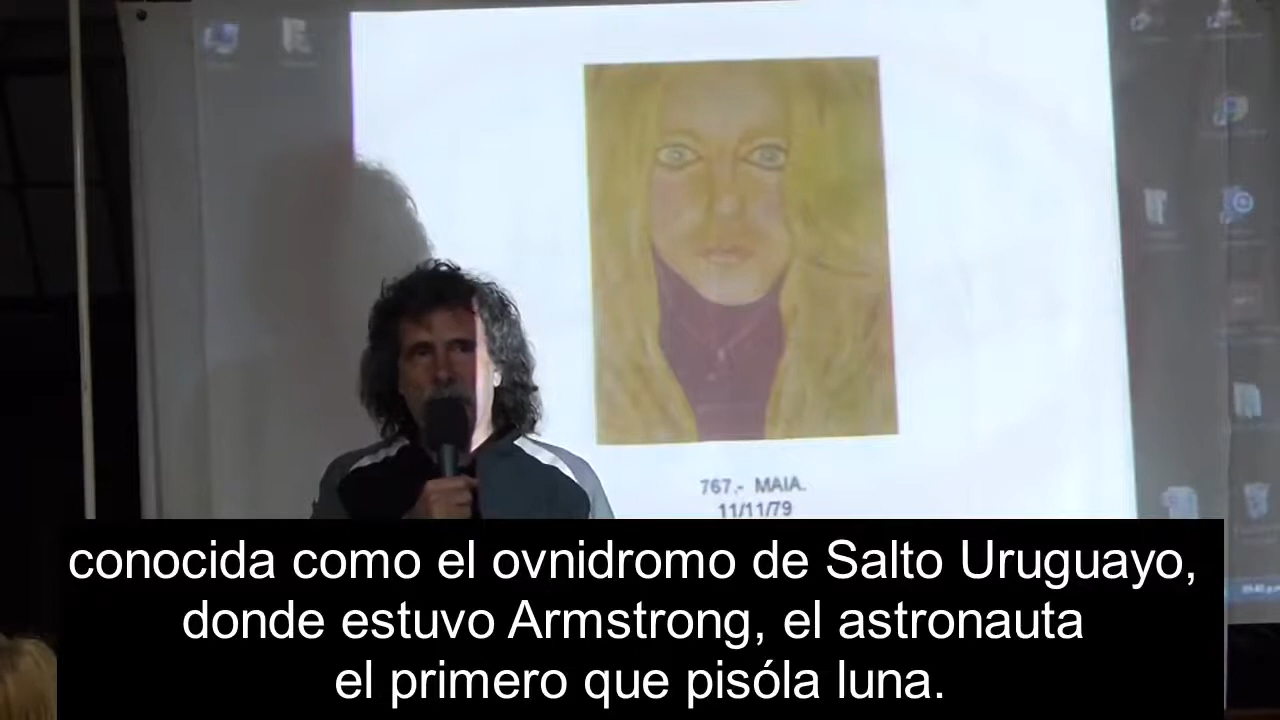 767.- MAIA.
11/11/79
conocida como el ovnidromo de Salto Uruguayo,
donde estuvo Armstrong, el astronauta
el primero que pisóla luna.